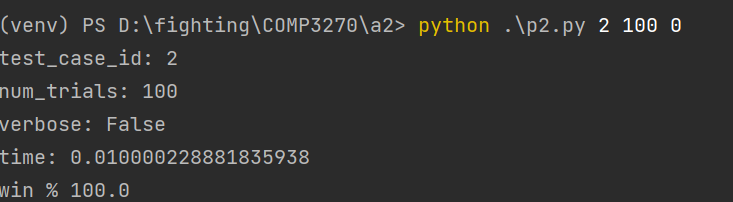 (venv) PS D:\fighting\COMP3270\a2> python .\p2.py 2 100 0
test_case_id: 2
num_trials: 100
verbose: False
time: 0.010000228881835938
win % 100.0